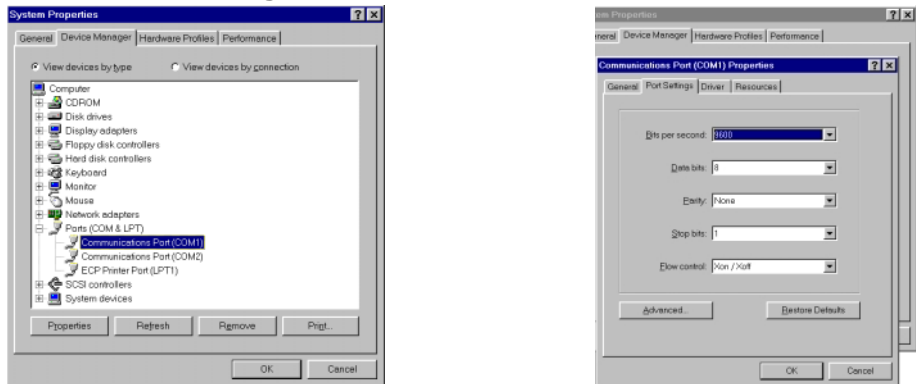 System Properties
General Device Manager Hardware Profiles Performance
View devices by type View devices by connection
Computer
CDROM
Disk drives
Display adapters
Floppy disk controllers
Hard disk controllers
Keyboard
Monitor
Mouse
Network adapters
Ports (COM & LPT)
Communications Port (COM1)
Communications Port (COM2)
ECP Printer Port (LPT1)
SCSI controllers
System devices
Properties Refresh Remove Print...
OK Cancel
em Properties
neral Device Manager Hardware Profiles Performance
Communications Port (COM1) Properties
General Port Settings Driver Resources
Bits per second: 9600
Data bits: 8
Parity: None
Stop bits: 1
Flow control: Xon / Xoff
Advanced... Restore Defaults
OK Cancel